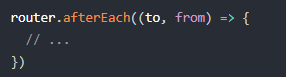 router.afterEach((to, from) => {
  // ...
})